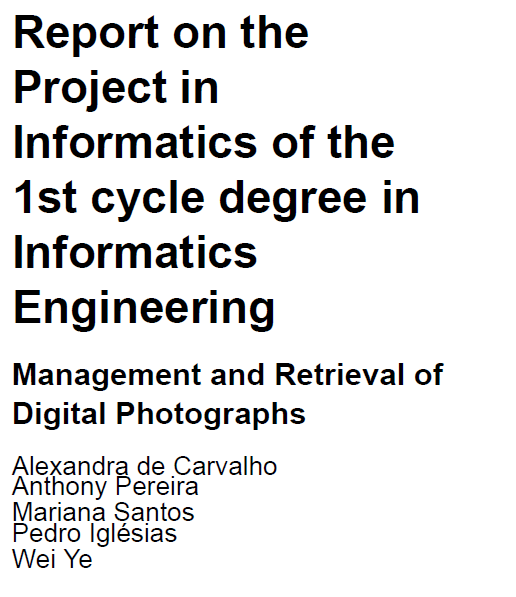 Report on the
Project in
Informatics of the
1st cycle degree in
Informatics
Engineering
Management and Retrieval of
Digital Photographs
Alexandra de Carvalho
Anthony Pereira
Mariana Santos
Pedro Iglésias
Wei Ye